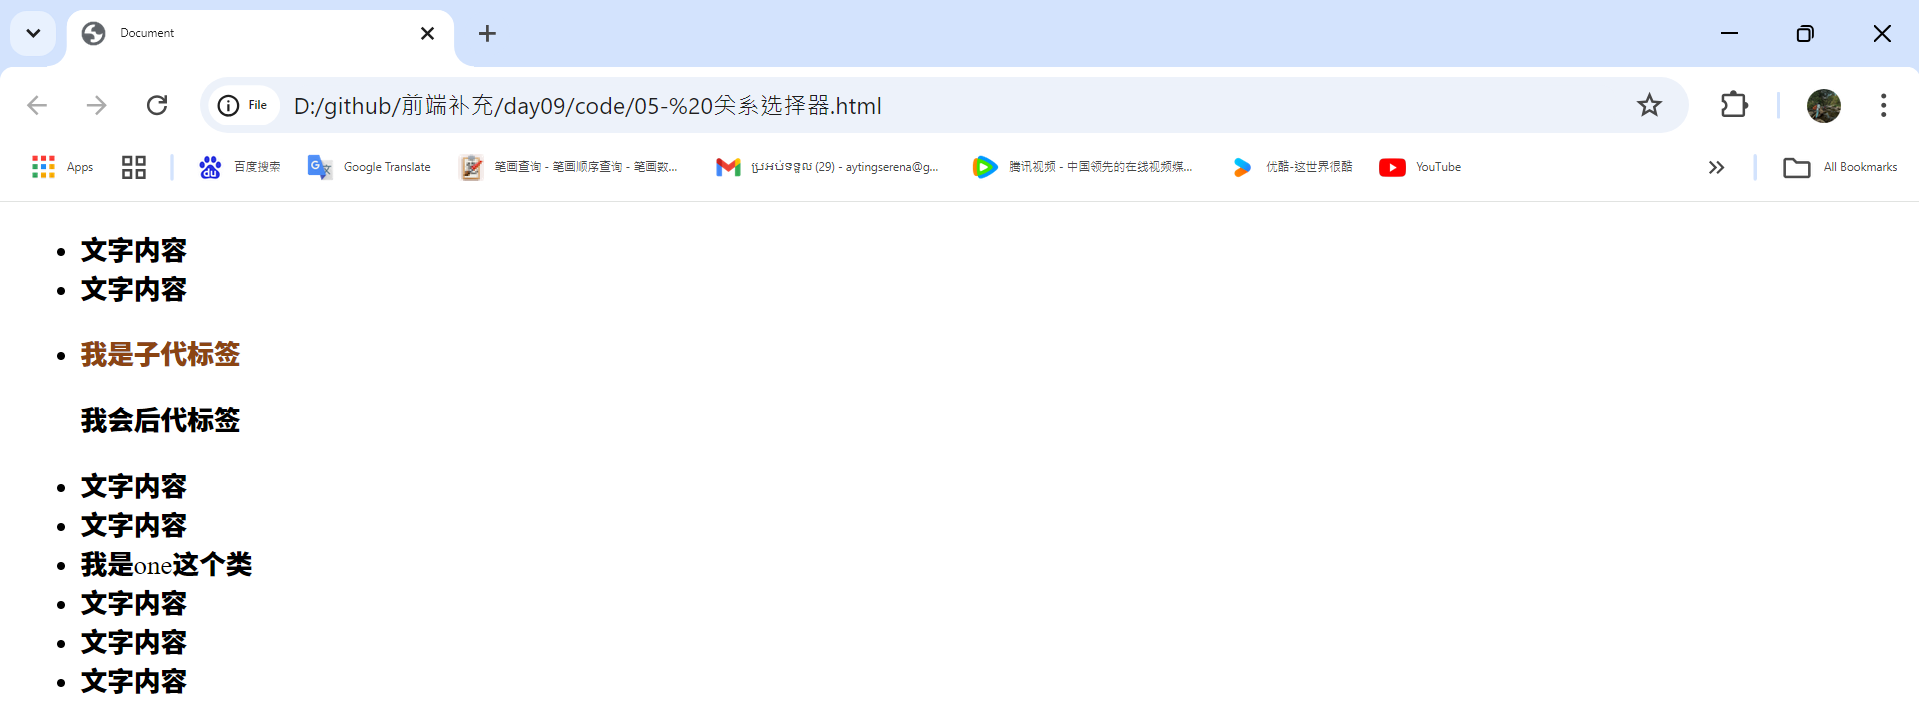 Document
File D:/github/前端补充/day09/code/05-%20关系选择器.html
Apps 百度搜索 Google Translate 笔画查询 - 笔画顺序查询 - 笔画数... ប្រអប់ទទួល (29) - aytingserena@g... 腾讯视频 - 中国领先的在线视频媒... 优酷-这世界很酷 YouTube All Bookmarks
文字内容
文字内容
我是子代标签
我会后代标签
文字内容
文字内容
我是one这个类
文字内容
文字内容
文字内容